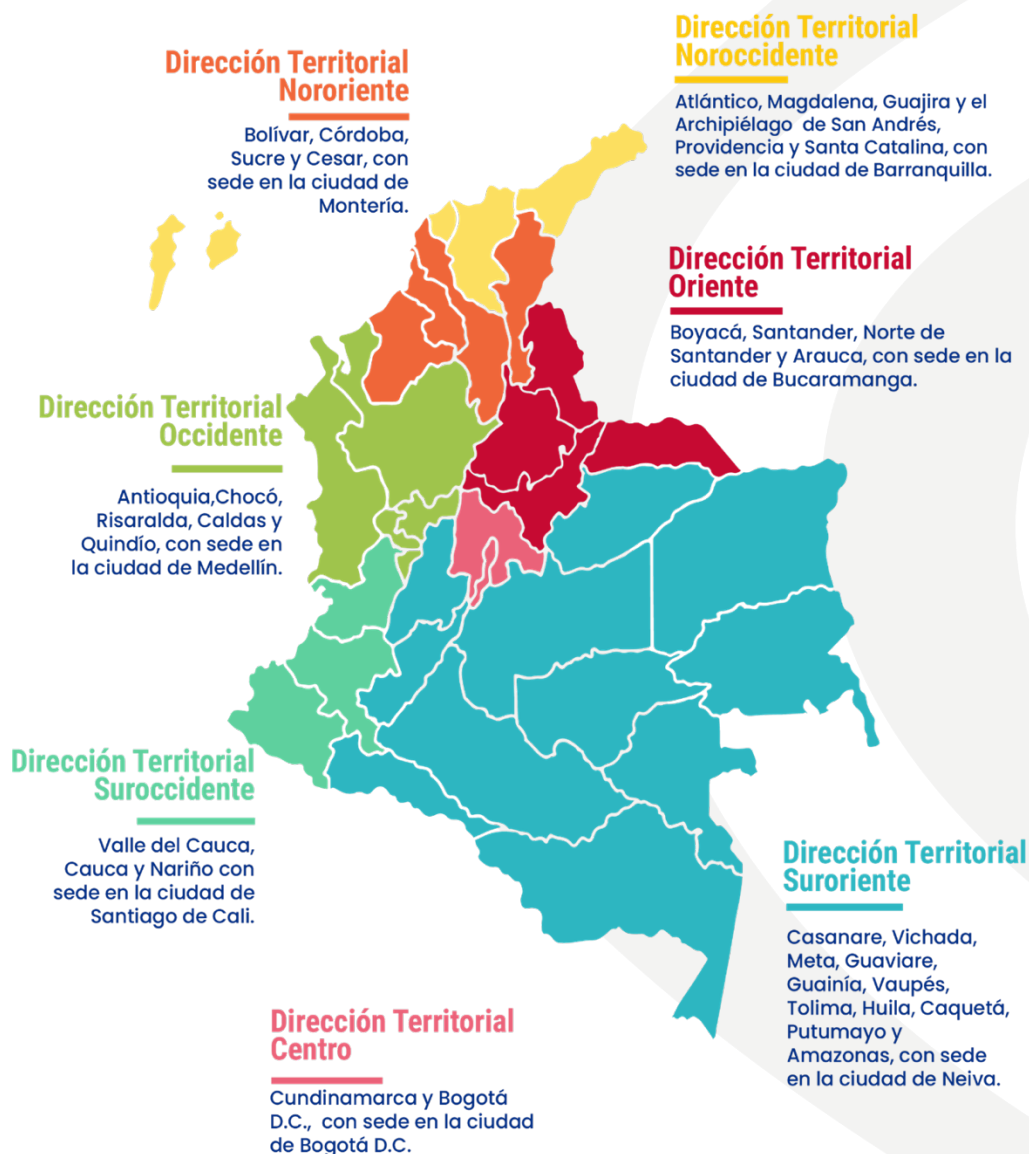 Dirección Territorial
Nororiente
Bolívar, Córdoba,
Sucre y Cesar, con
sede en la ciudad de
Montería.
Dirección Territorial
Noroccidente
Atlántico, Magdalena, Guajira y el
Archipiélago de San Andrés,
Providencia y Santa Catalina, con
sede en la ciudad de Barranquilla.
Dirección Territorial
Oriente
Boyacá, Santander, Norte de
Santander y Arauca, con sede en la
ciudad de Bucaramanga.
Dirección Territorial
Occidente
Antioquia,Chocó,
Risaralda, Caldas y
Quindío, con sede en
la ciudad de Medellín.
Dirección Territorial
Suroccidente
Valle del Cauca,
Cauca y Nariño con
sede en la ciudad de
Santiago de Cali.
Dirección Territorial
Suroriente
Casanare, Vichada,
Meta, Guaviare,
Guainía, Vaupés,
Tolima, Huila, Caquetá,
Putumayo y
Amazonas, con sede
en la ciudad de Neiva.
Dirección Territorial
Centro
Cundinamarca y Bogotá
D.C., con sede en la ciudad
de Bogotá D.C.